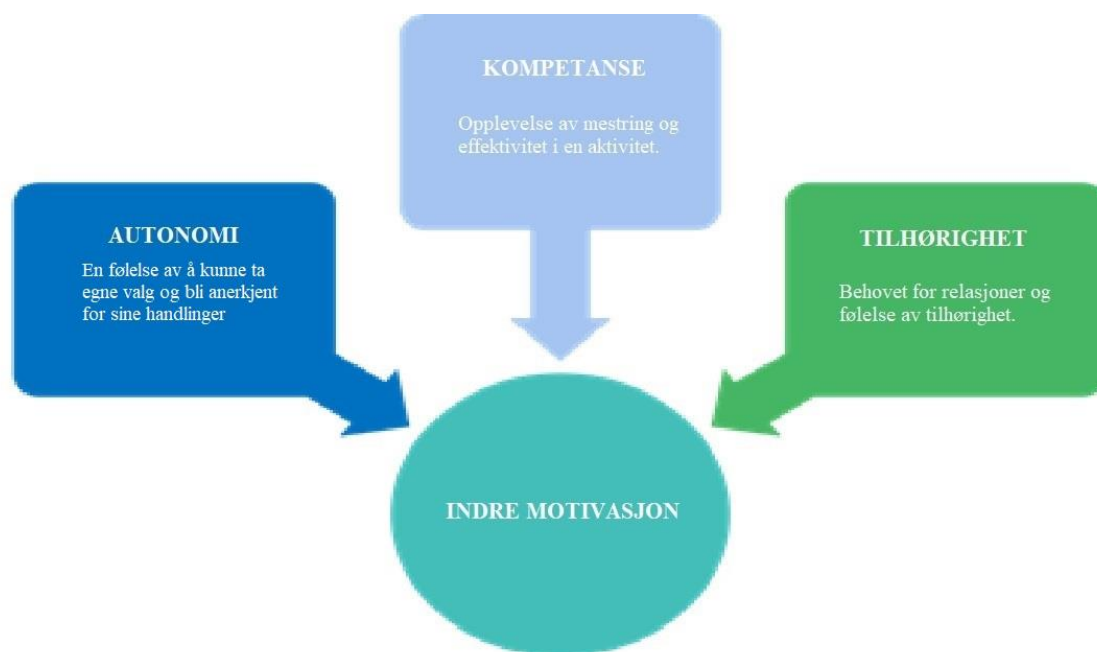 KOMPETANSE
Opplevelse av mestring og
effektivitet i en aktivitet.
AUTONOMI
En følelse av å kunne ta
egne valg og bli anerkjent
for sine handlinger
TILHØRIGHET
Behovet for relasjoner og
følelse av tilhørighet.
INDRE MOTIVASJON